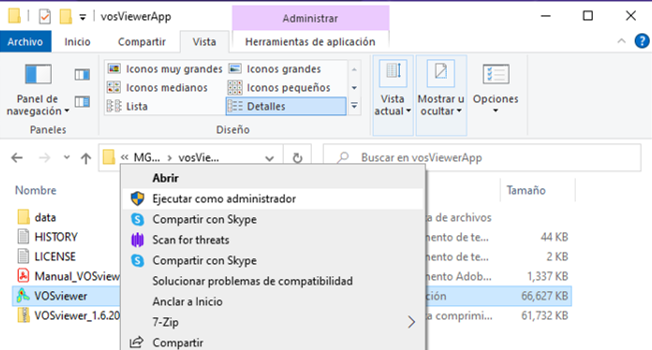 vosViewerApp
Administrar
Archivo
Inicio
Compartir
Vista
Herramientas de aplicación
Panel de navegación
Iconos muy grandes
Iconos grandes
Iconos medianos
Iconos pequeños
Lista
Detalles
Vista actual
Mostrar u ocultar
Opciones
Paneles
Diseño
« MG... > vosVie...
Buscar en vosViewerApp
Nombre
Tamaño
Abrir
Ejecutar como administrador
data
a de archivos
Compartir con Skype
HISTORY
mento de te...
44 KB
Scan for threats
LICENSE
mento de te...
2 KB
Compartir con Skype
Manual_VOSview
mento Adob...
1,337 KB
Solucionar problemas de compatibilidad
VOSviewer
ción
66,627 KB
Anclar a Inicio
VOSviewer_1.6.20
ta comprimi...
61,732 KB
7-Zip
Compartir